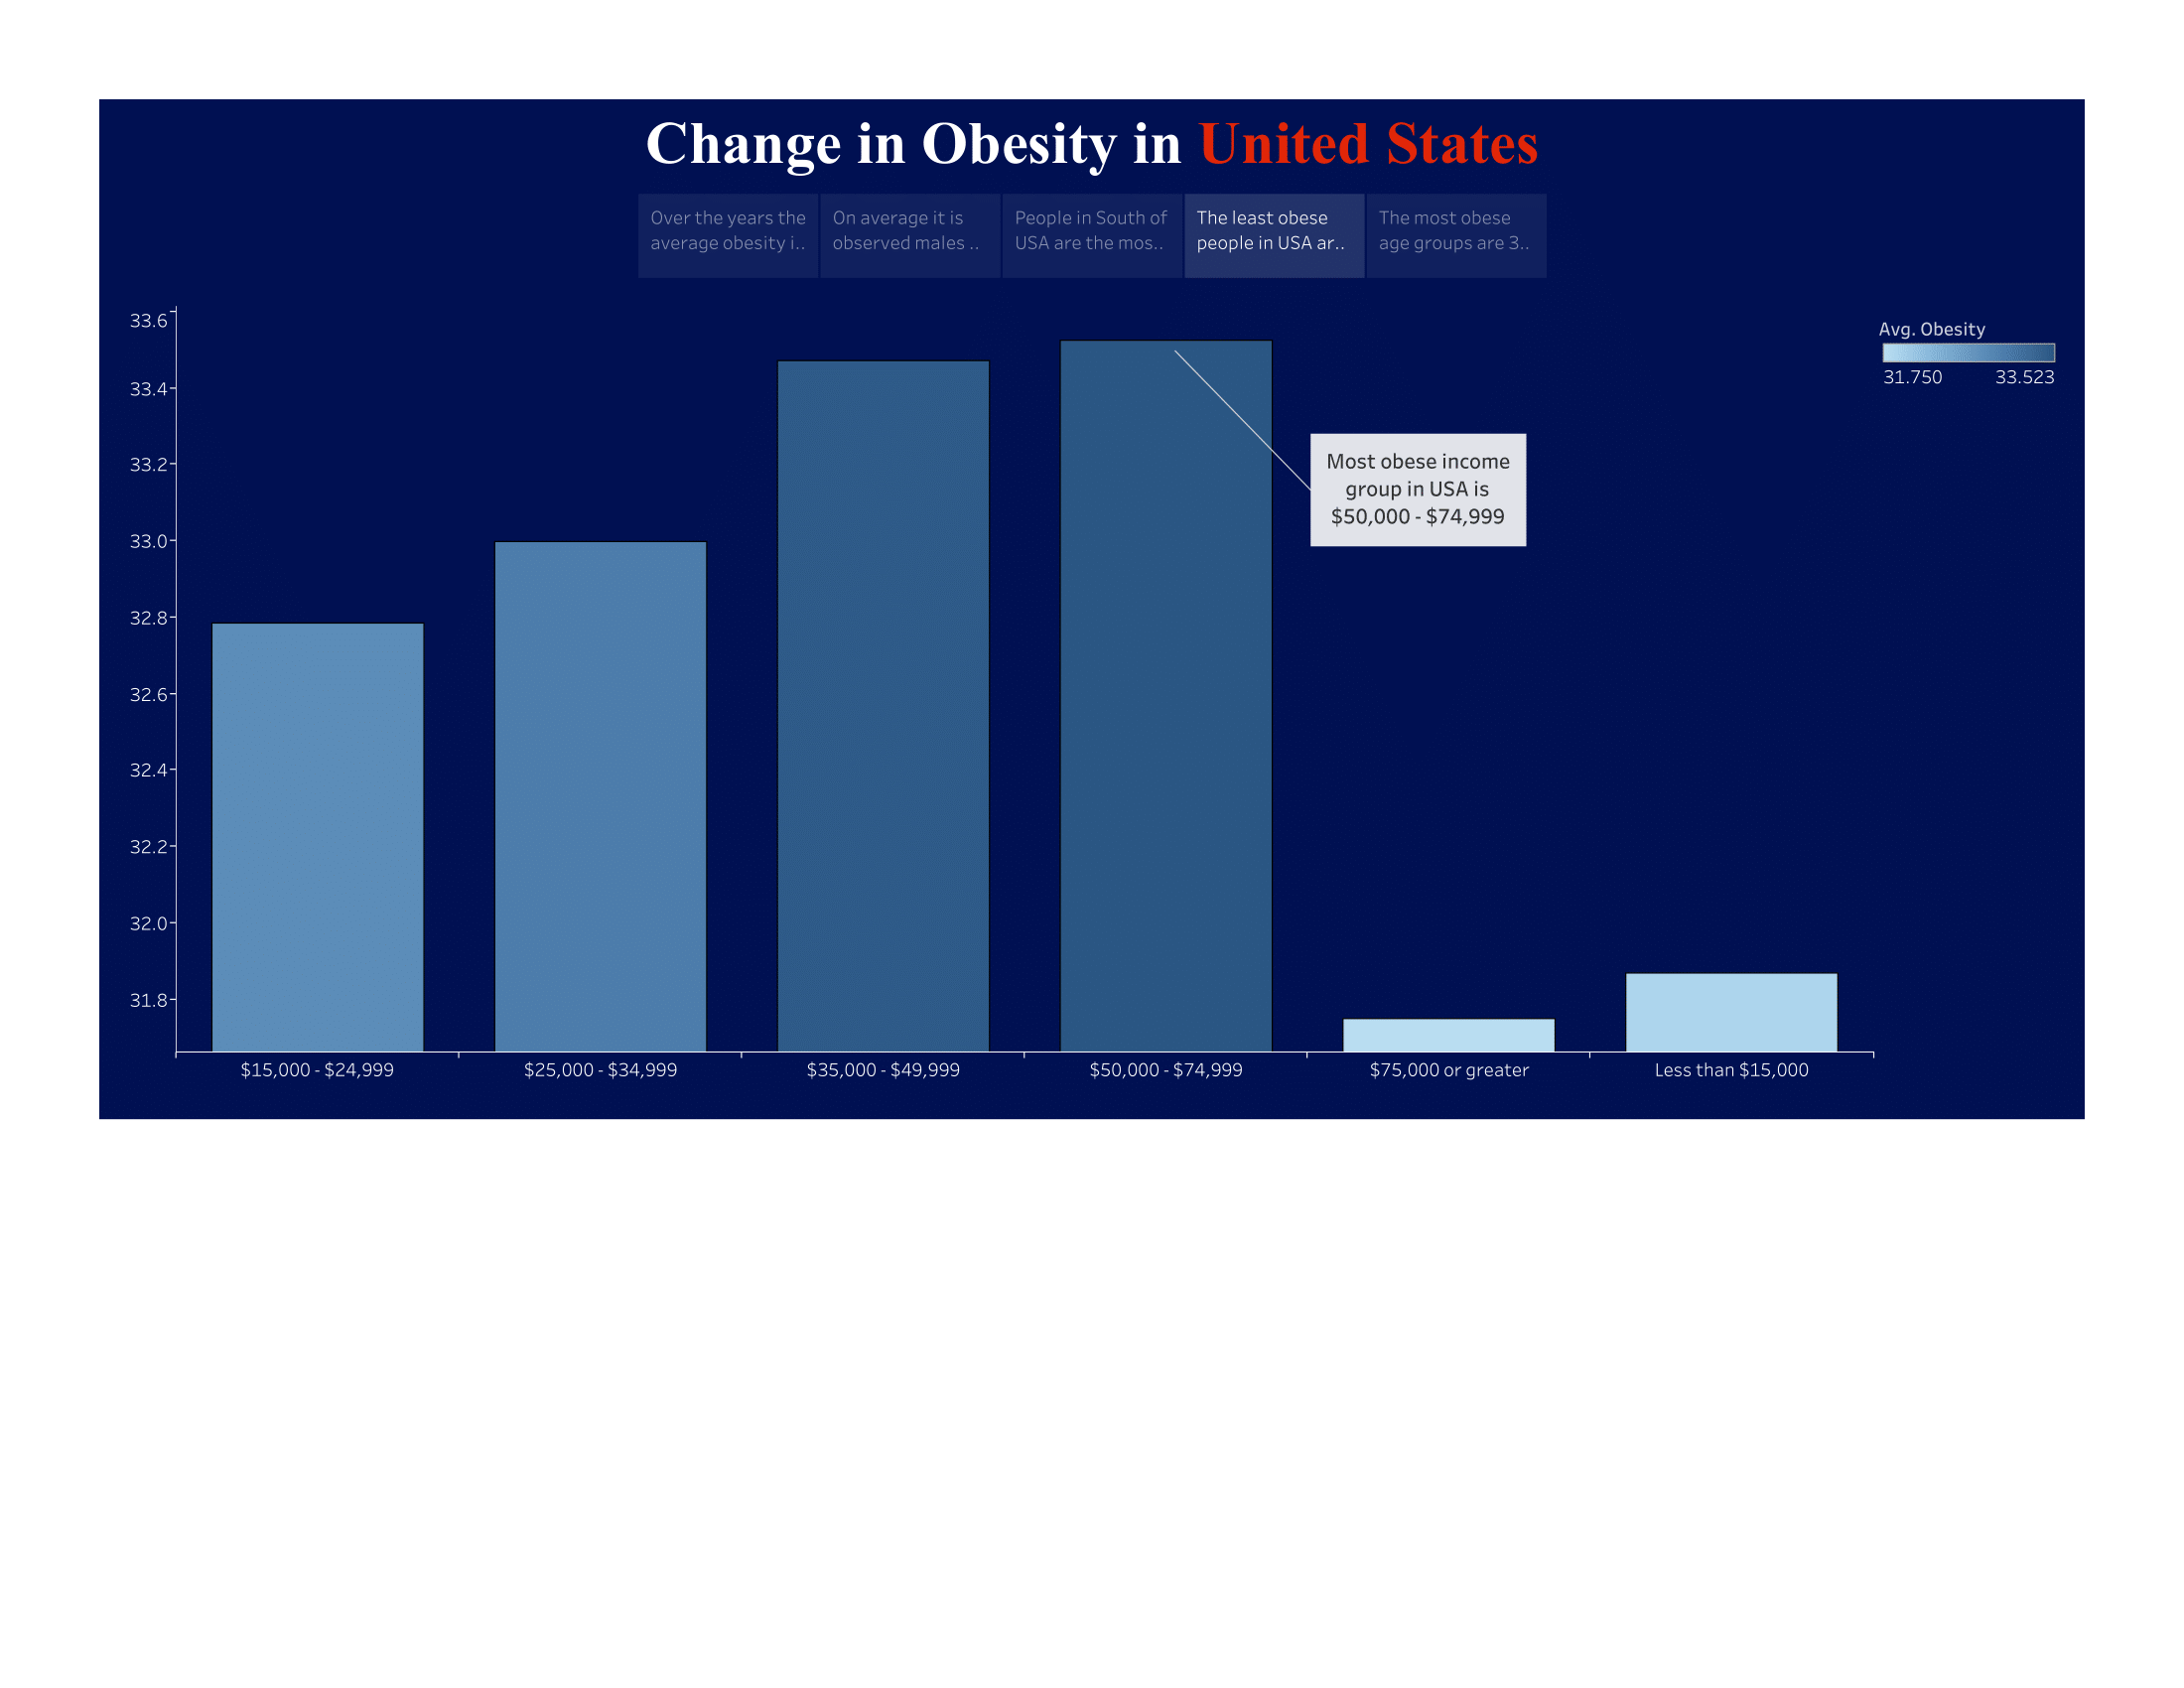 Change in Obesity in United States
Over the years the
average obesity i..
On average it is
observed males ..
People in South of
USA are the mos..
The least obese
people in USA ar..
The most obese
age groups are 3..
33.6
33.4
33.2
33.0
32.8
32.6
32.4
32.2
32.0
31.8
Avg. Obesity
31.750 33.523
Most obese income
group in USA is
$50,000 - $74,999
$15,000 - $24,999 $25,000 - $34,999 $35,000 - $49,999 $50,000 - $74,999 $75,000 or greater Less than $15,000